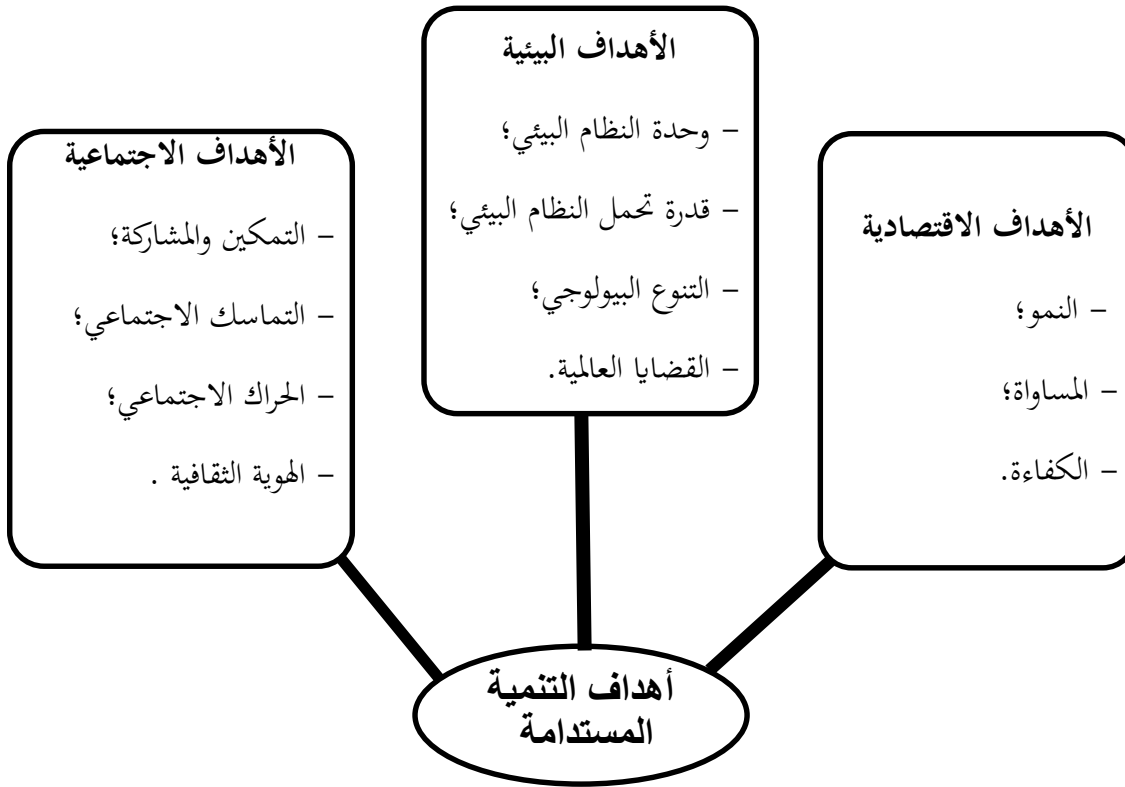 الأهداف الاقتصادية
– النمو؛
– المساواة؛
– الكفاءة.
الأهداف البيئية
– وحدة النظام البيئي؛
– قدرة تحمل النظام البيئي؛
– التنوع البيولوجي؛
– القضايا العالمية.
الأهداف الاجتماعية
– التمكين والمشاركة؛
– التماسك الاجتماعي؛
– الحراك الاجتماعي؛
– الهوية الثقافية .
أهداف التنمية
المستدامة